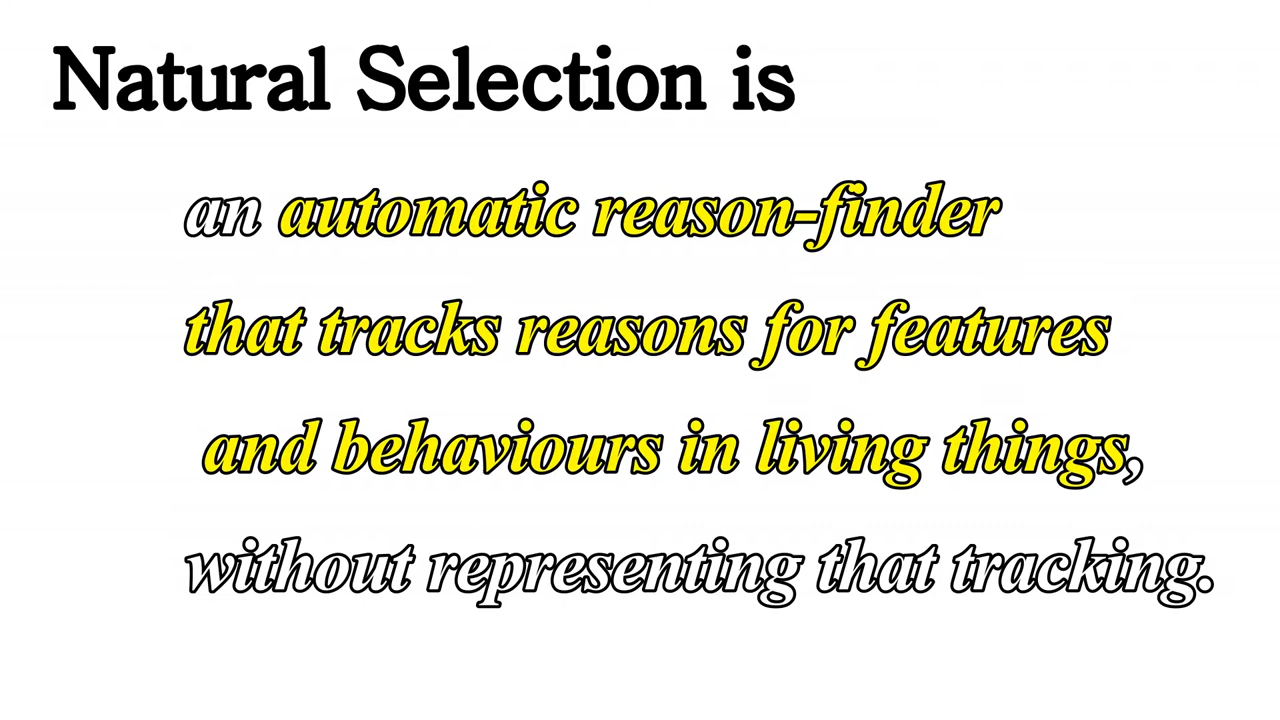 Natural Selection is
an automatic reason-finder
that tracks reasons for features
and behaviours in living things,
without representing that tracking.